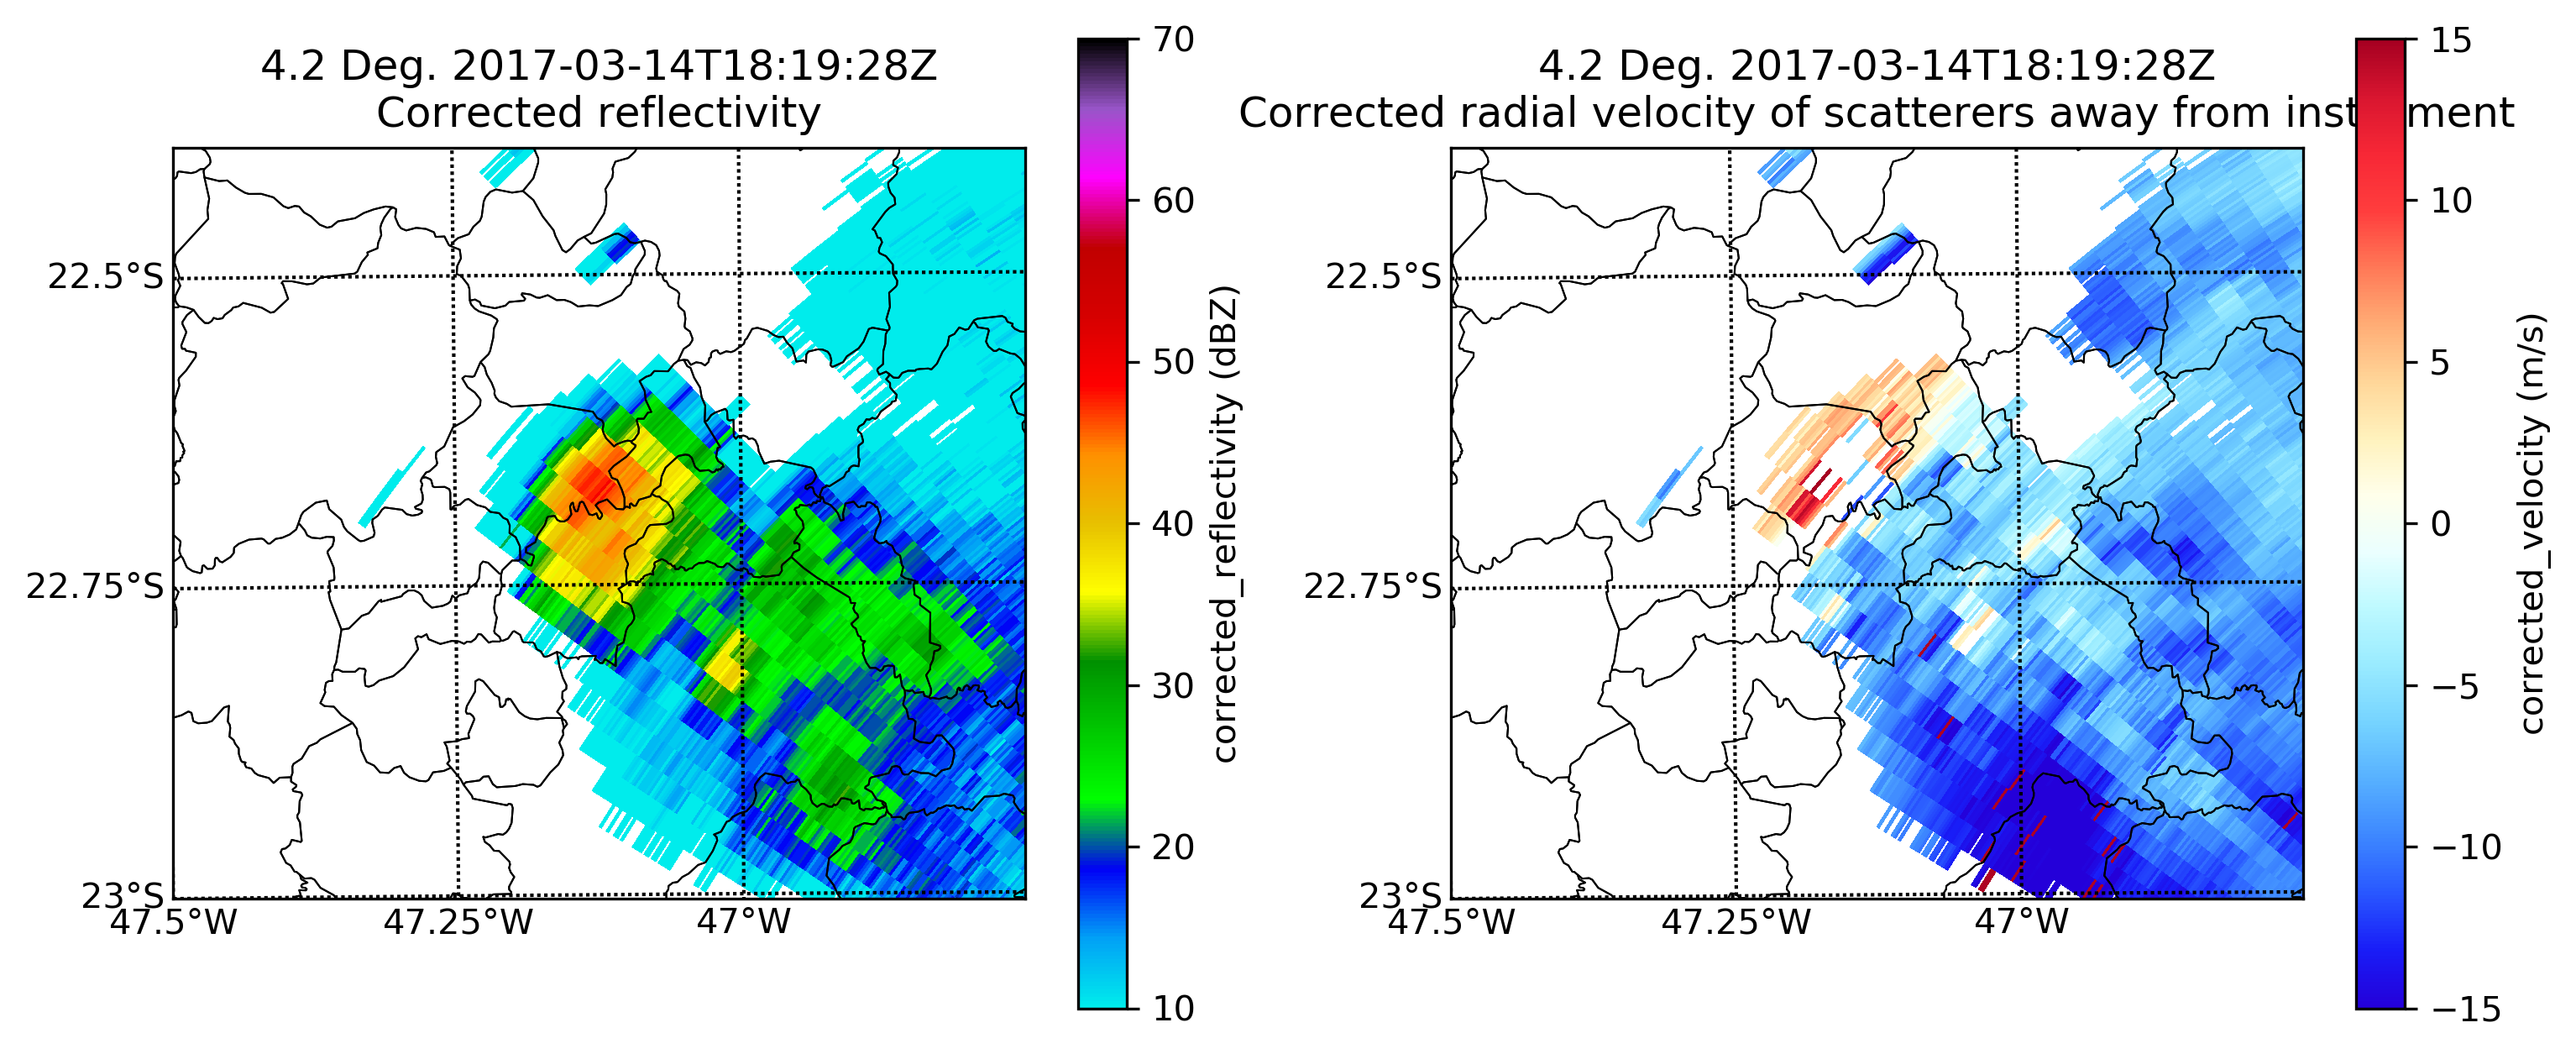 4.2 Deg. 2017-03-14T18:19:28Z
Corrected reflectivity
22.5°S
22.75°S
23°S
47.5°W
47.25°W
47°W
70
60
50
40
30
20
10
corrected_reflectivity (dBZ)
4.2 Deg. 2017-03-14T18:19:28Z
Corrected radial velocity of scatterers away from inst ment
22.5°S
22.75°S
23°S
47.5°W
47.25°W
47°W
15
10
5
0
−5
−10
−15
corrected_velocity (m/s)